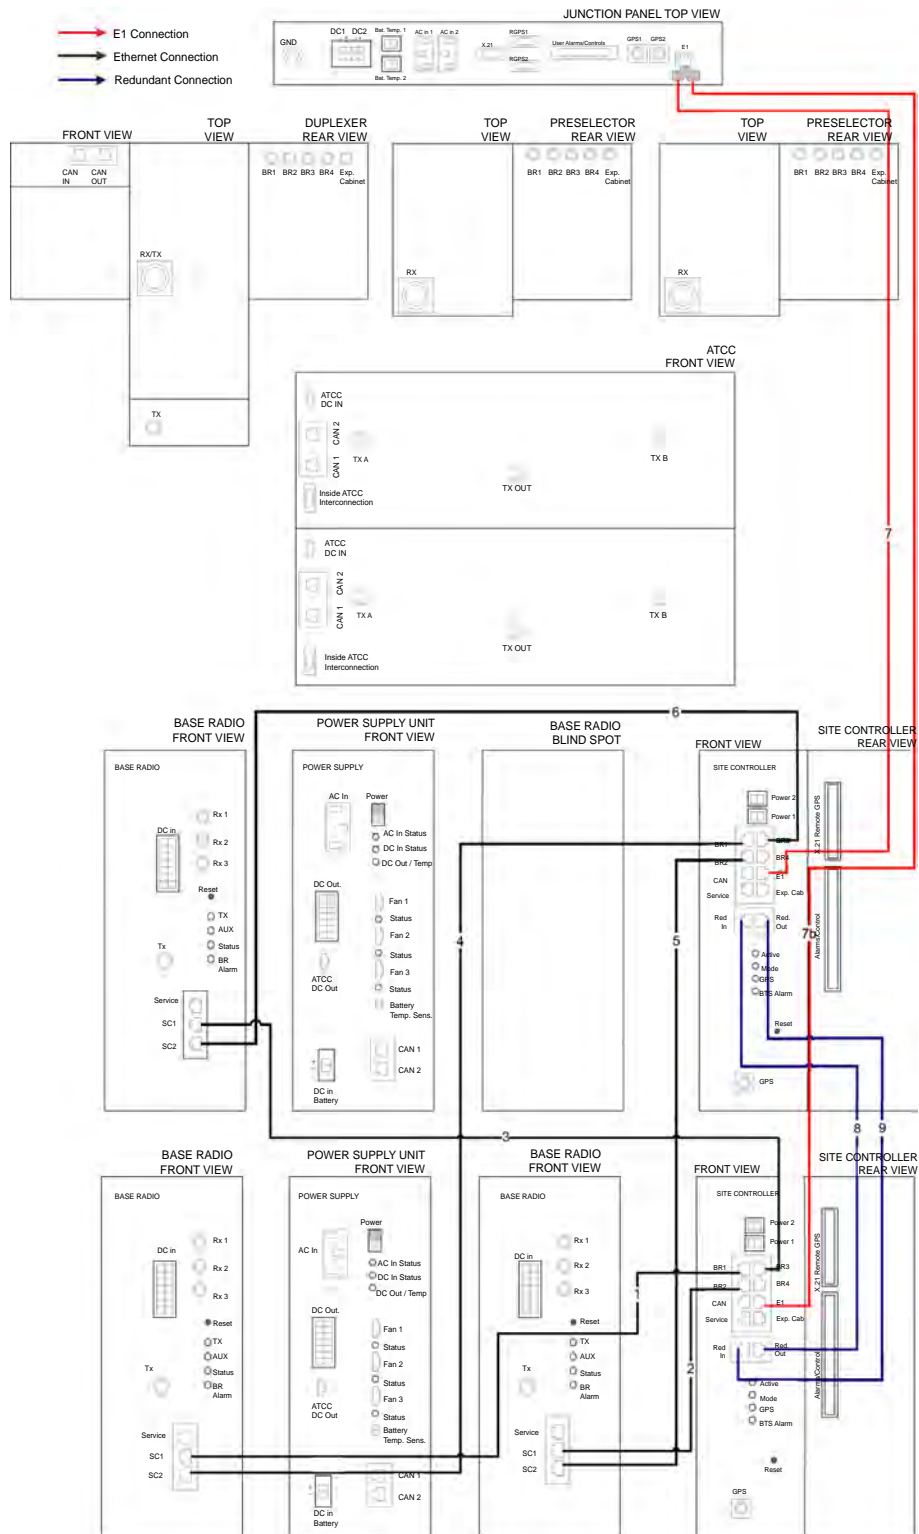 JUNCTION PANEL TOP VIEW
E1 Connection
Ethernet Connection
Redundant Connection
GND
DC1 DC2
Bat. Temp. 1
Bat. Temp. 2
AC in 1
AC in 2
X.21
RGPS1
RGPS2
User Alarms/Controls
GPS1 GPS2
E1
FRONT VIEW
TOP
VIEW
DUPLEXER
REAR VIEW
TOP
VIEW
PRESELECTOR
REAR VIEW
TOP
VIEW
PRESELECTOR
REAR VIEW
CAN
IN
CAN
OUT
BR1 BR2 BR3 BR4 Exp.
Cabinet
BR1 BR2 BR3 BR4 Exp.
Cabinet
BR1 BR2 BR3 BR4 Exp.
Cabinet
RX/TX
RX
RX
TX
ATCC
FRONT VIEW
ATCC
DC IN
CAN 2
CAN 1
TX A
TX OUT
TX B
Inside ATCC
Interconnection
7
ATCC
DC IN
CAN 2
CAN 1
TX A
TX OUT
TX B
Inside ATCC
Interconnection
6
BASE RADIO
FRONT VIEW
POWER SUPPLY UNIT
FRONT VIEW
BASE RADIO
BLIND SPOT
FRONT VIEW
SITE CONTROLLER
REAR VIEW
BASE RADIO
DC in
Rx 1
Rx 2
Rx 3
Reset
TX
AUX
Status
BR
Alarm
Tx
Service
SC1
SC2
POWER SUPPLY
AC In
Power
AC In Status
DC In Status
DC Out / Temp
DC Out.
Fan 1
Status
Fan 2
Status
Fan 3
Status
ATCC
DC Out
Battery
Temp. Sens.
CAN 1
CAN 2
DC in
Battery
4
5
SITE CONTROLLER
Power 2
Power 1
BR1
BR3
BR2
BR4
CAN
E1
Service
Exp. Cab
Red
In
Red.
Out
7b
Active
Mode
GPS
BTS Alarm
Reset
GPS
X.21 Remote GPS
Alarms/Control
8
9
3
BASE RADIO
FRONT VIEW
POWER SUPPLY UNIT
FRONT VIEW
BASE RADIO
FRONT VIEW
FRONT VIEW
SITE CONTROLLER
REAR VIEW
BASE RADIO
DC in
Rx 1
Rx 2
Rx 3
Reset
TX
AUX
Status
BR
Alarm
Tx
Service
SC1
SC2
POWER SUPPLY
Power
AC In
AC In Status
DC In Status
DC Out / Temp
DC Out.
Fan 1
Status
Fan 2
Status
Fan 3
Status
ATCC
DC Out
Battery
Temp. Sens.
CAN 1
CAN 2
DC in
Battery
BASE RADIO
DC in
Rx 1
Rx 2
Rx 3
Reset
TX
AUX
Status
BR
Alarm
Tx
Service
SC1
SC2
1
2
SITE CONTROLLER
Power 2
Power 1
BR1
BR3
BR2
BR4
CAN
E1
Service
Exp. Cab
Red
In
Red.
Out
Active
Mode
GPS
BTS Alarm
Reset
GPS
X.21 Remote GPS
Alarms/Control